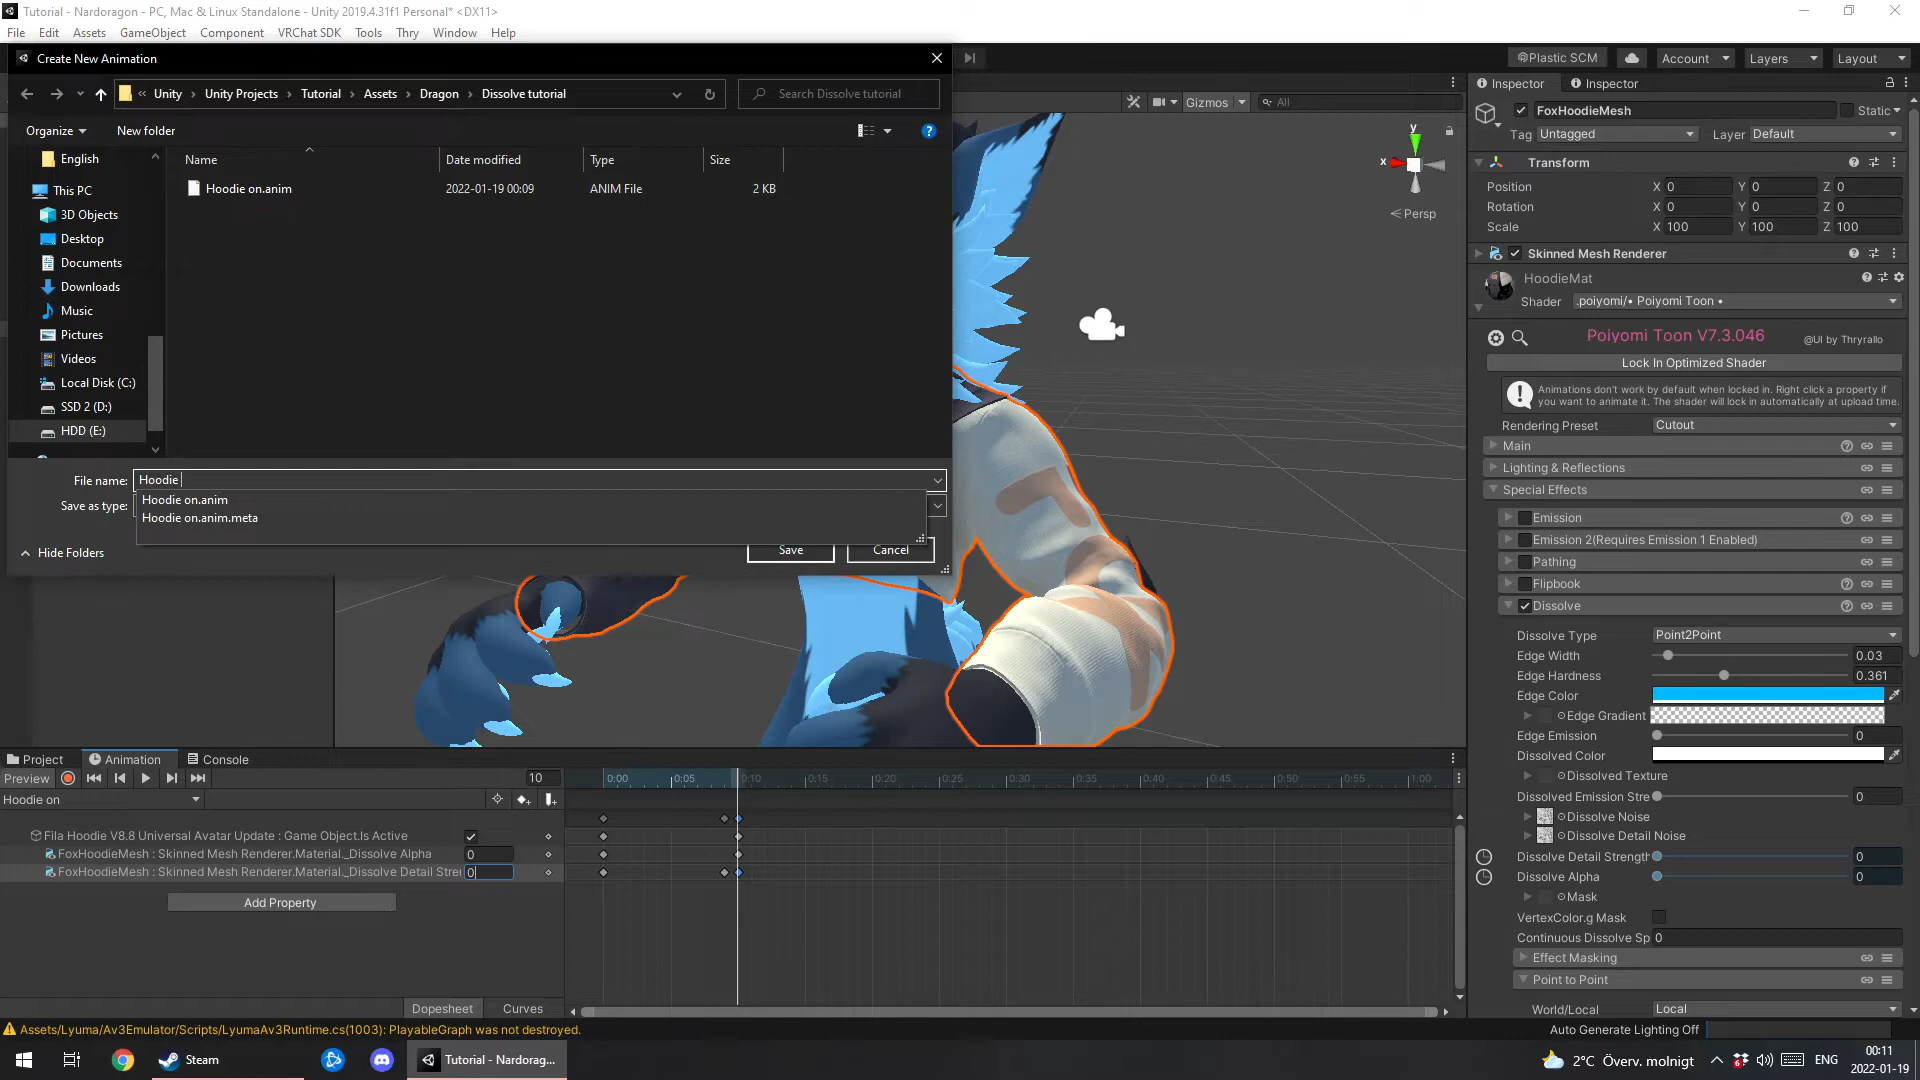 Tutorial - Nardoragon - PC, Mac & Linux Standalone - Unity 2019.4.31f1 Personal* <DX11>
File Edit Assets GameObject Component VRChat SDK Tools Thry Window Help
Create New Animation
Plastic SCM Account Layers Layout
« Unity › Unity Projects › Tutorial › Assets › Dragon › Dissolve tutorial
Search Dissolve tutorial
Organize New folder
English
This PC
3D Objects
Desktop
Documents
Downloads
Music
Pictures
Videos
Local Disk (C:)
SSD 2 (D:)
HDD (E:)
Name Date modified Type Size
Hoodie on.anim 2022-01-19 00:09 ANIM File 2 KB
File name: Hoodie
Save as type:
Hoodie on.anim
Hoodie on.anim.meta
Hide Folders
Save Cancel
Gizmos All
y
x
Persp
Inspector Inspector
FoxHoodieMesh Static
Tag Untagged Layer Default
Transform
Position X 0 Y 0 Z 0
Rotation X 0 Y 0 Z 0
Scale X 100 Y 100 Z 100
Skinned Mesh Renderer
HoodieMat
Shader .poiyomi/• Poiyomi Toon •
Poiyomi Toon V7.3.046 @UI by Thryrallo
Lock In Optimized Shader
Animations don't work by default when locked in. Right click a property if
you want to animate it. The shader will lock in automatically at upload time.
Rendering Preset Cutout
Main
Lighting & Reflections
Special Effects
Emission
Emission 2(Requires Emission 1 Enabled)
Pathing
Flipbook
Dissolve
Dissolve Type Point2Point
Edge Width 0.03
Edge Hardness 0.361
Edge Color
Edge Gradient
Edge Emission 0
Dissolved Color
Dissolved Texture
Dissolved Emission Stre 0
Dissolve Noise
Dissolve Detail Noise
Dissolve Detail Strength 0
Dissolve Alpha 0
Mask
VertexColor.g Mask
Continuous Dissolve Sp 0
Effect Masking
Point to Point
World/Local Local
Auto Generate Lighting Off
Project Animation Console
Preview 10 0:00 0:05 0:10 0:15 0:20 0:25 0:30 0:35 0:40 0:45 0:50 0:55 1:00
Hoodie on
Fila Hoodie V8.8 Universal Avatar Update : Game Object.Is Active
FoxHoodieMesh : Skinned Mesh Renderer.Material._Dissolve Alpha 0
FoxHoodieMesh : Skinned Mesh Renderer.Material._Dissolve Detail Stren 0
Add Property
Dopesheet Curves
Assets/Lyuma/Av3Emulator/Scripts/LyumaAv3Runtime.cs(1003): PlayableGraph was not destroyed.
Steam Tutorial - Nardorag... 2°C Överv. molnigt ENG
00:11
2022-01-19